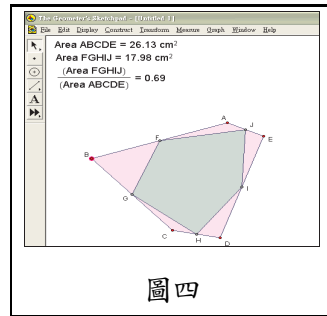 The Geometer's Sketchpad - [Untitled 1]
File Edit Display Construct Transform Measure Graph Window Help
Area ABCDE = 26.13 cm²
Area FGHIJ = 17.98 cm²
(Area FGHIJ)
(Area ABCDE)
= 0.69
A
J
F
E
B
I
G
C
H
D
A
圖四